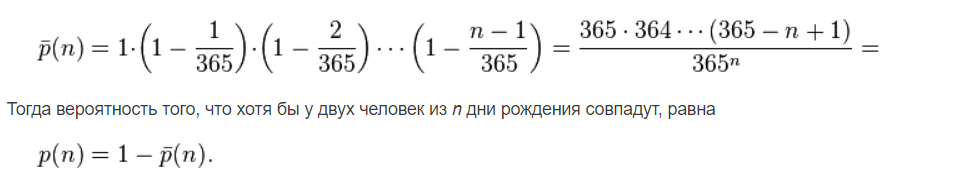 p̄(n) = 1·(1 − 1/365)·(1 − 2/365)···(1 − (n − 1)/365) = 365·364···(365 − n + 1)/365ⁿ =
Тогда вероятность того, что хотя бы у двух человек из n дни рождения совпадут, равна
p(n) = 1 − p̄(n).